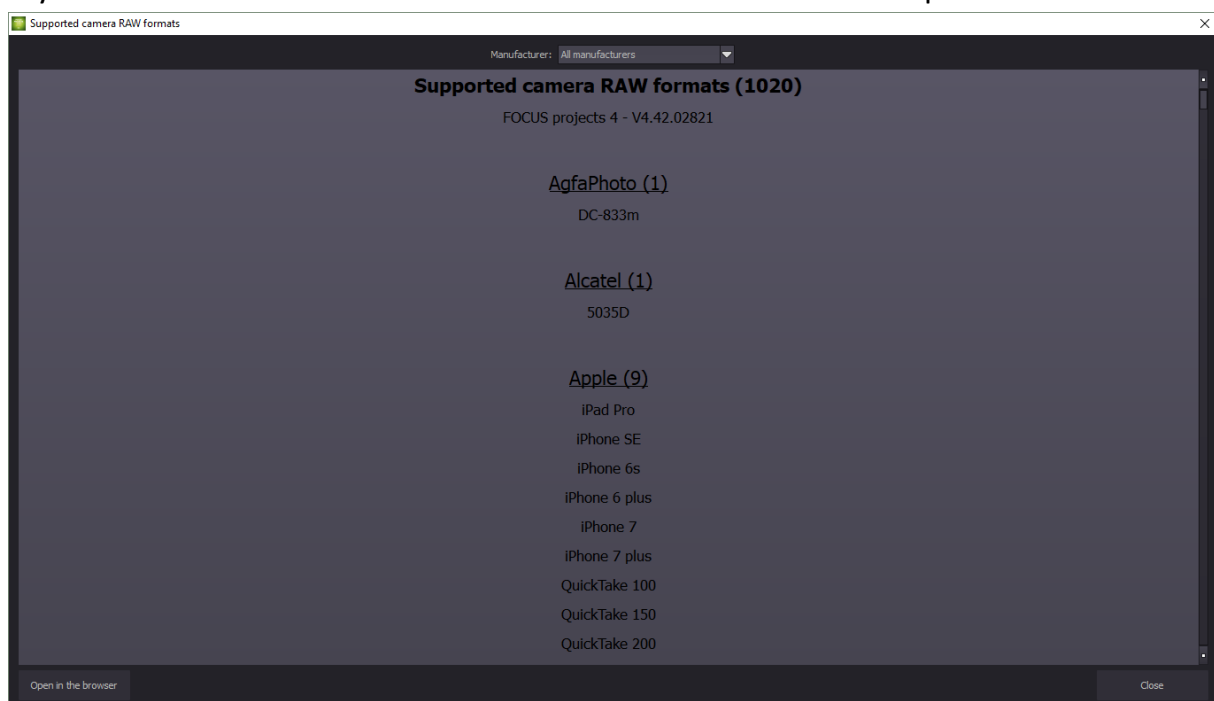 Supported camera RAW formats
Manufacturer: All manufacturers
Supported camera RAW formats (1020)
FOCUS projects 4 - V4.42.02821
AgfaPhoto (1)
DC-833m
Alcatel (1)
5035D
Apple (9)
iPad Pro
iPhone SE
iPhone 6s
iPhone 6 plus
iPhone 7
iPhone 7 plus
QuickTake 100
QuickTake 150
QuickTake 200
Open in the browser
Close